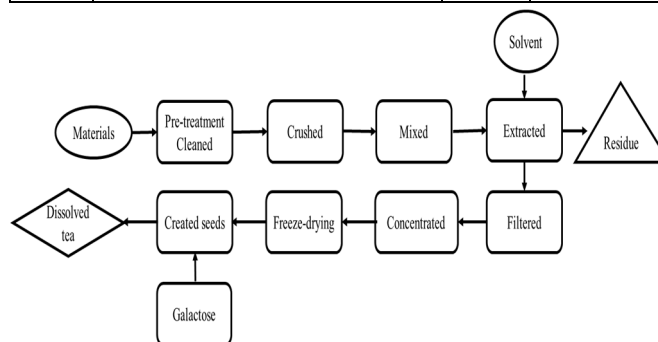 Solvent
Materials
Pre-treatment
Cleaned
Crushed
Mixed
Extracted
Residue
Dissolved
tea
Created seeds
Freeze-drying
Concentrated
Filtered
Galactose